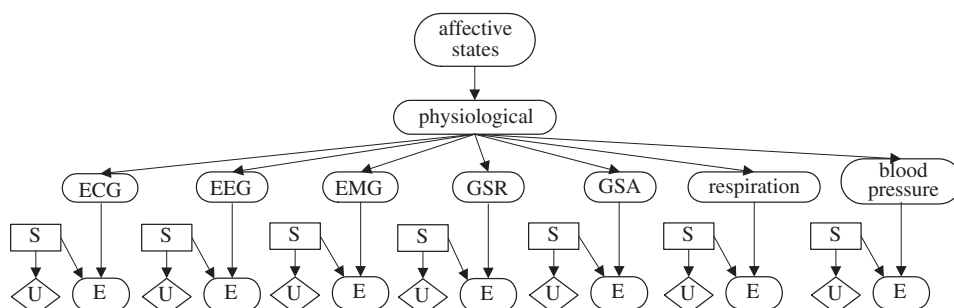 affective
states
physiological
ECG
EEG
EMG
GSR
GSA
respiration
blood
pressure
S
S
S
S
S
S
S
U
E
U
E
U
E
U
E
U
E
U
E
U
E